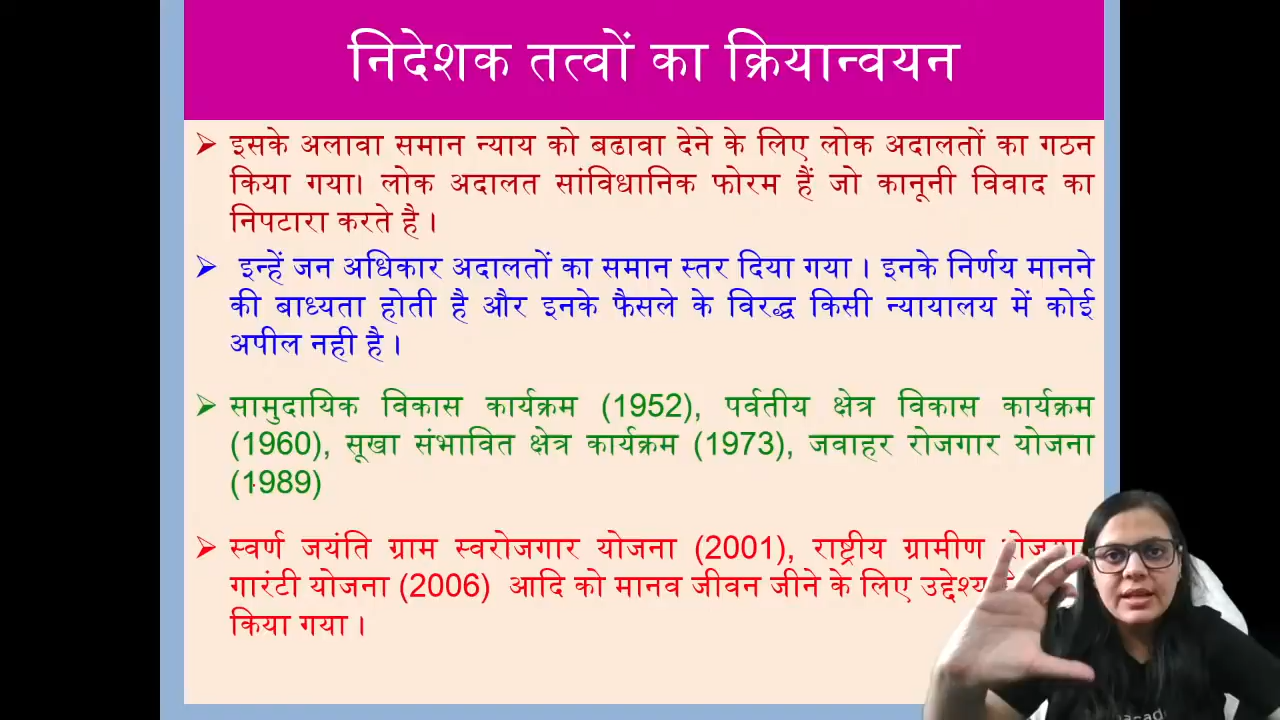 निदेशक तत्वों का क्रियान्वयन
इसके अलावा समान न्याय को बढावा देने के लिए लोक अदालतों का गठन
किया गया। लोक अदालत सांविधानिक फोरम हैं जो कानूनी विवाद का
निपटारा करते है ।
इन्हें जन अधिकार अदालतों का समान स्तर दिया गया । इनके निर्णय मानने
की बाध्यता होती है और इनके फैसले के विरद्ध किसी न्यायालय में कोई
अपील नही है ।
सामुदायिक विकास कार्यक्रम (1952), पर्वतीय क्षेत्र विकास कार्यक्रम
(1960), सूखा संभावित क्षेत्र कार्यक्रम (1973), जवाहर रोजगार योजना
(1989)
स्वर्ण जयंति ग्राम स्वरोजगार योजना (2001), राष्ट्रीय ग्रामीण
गारंटी योजना (2006) आदि को मानव जीवन जीने के लिए उद्देश्य
किया गया ।